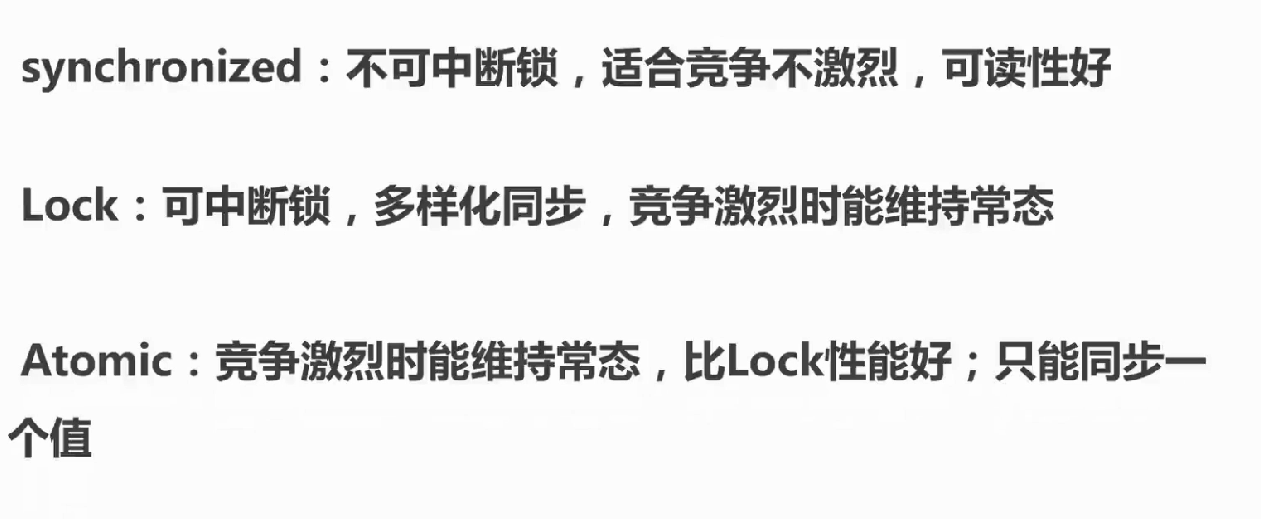 synchronized：不可中断锁，适合竞争不激烈，可读性好
Lock：可中断锁，多样化同步，竞争激烈时能维持常态
Atomic：竞争激烈时能维持常态，比Lock性能好；只能同步一
个值